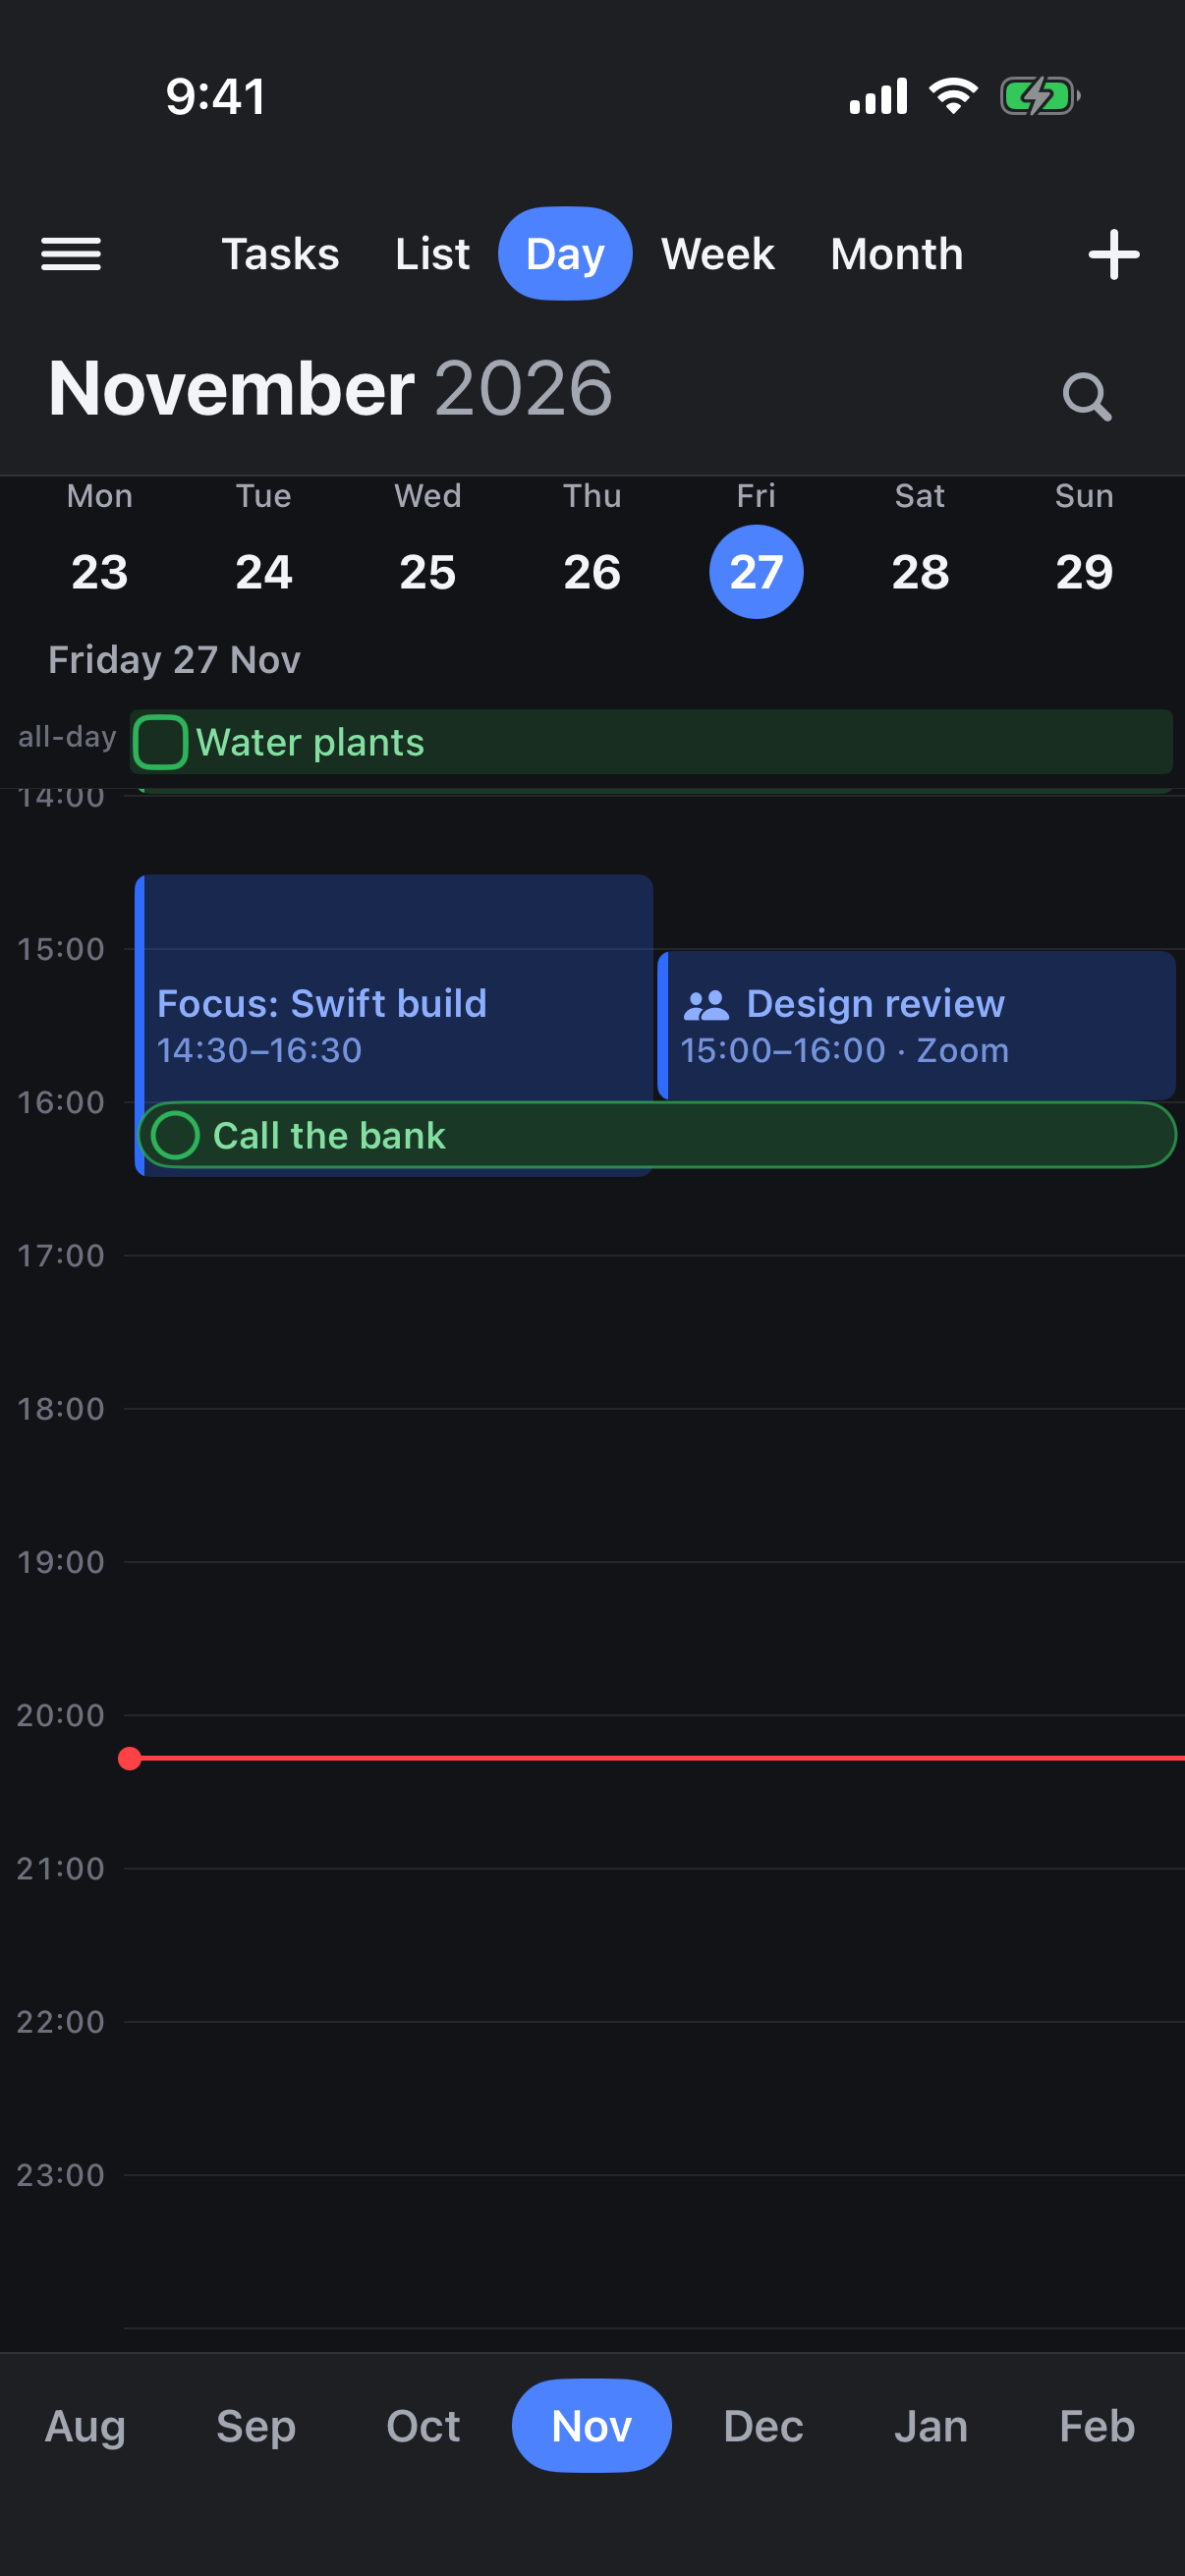 9:41
Tasks List Day Week Month
November 2026
Mon Tue Wed Thu Fri Sat Sun
23 24 25 26 27 28 29
Friday 27 Nov
all-day Water plants
14:00
15:00
Focus: Swift build
14:30–16:30
Design review
15:00–16:00 · Zoom
16:00
Call the bank
17:00
18:00
19:00
20:00
21:00
22:00
23:00
Aug Sep Oct Nov Dec Jan Feb